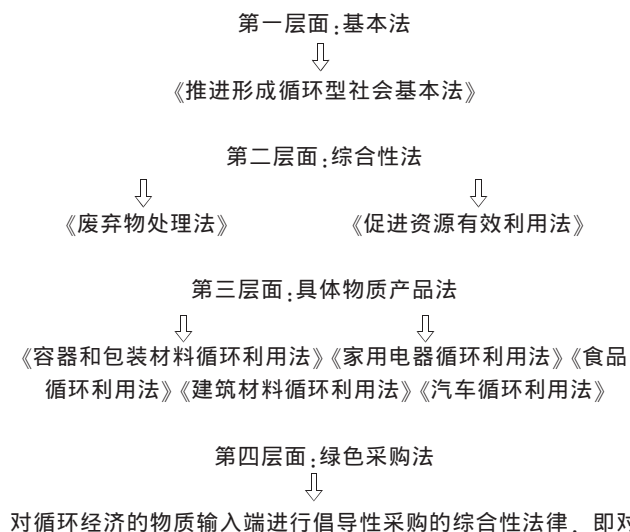 第一层面:基本法
《推进形成循环型社会基本法》
第二层面:综合性法
《废弃物处理法》 《促进资源有效利用法》
第三层面:具体物质产品法
《容器和包装材料循环利用法》《家用电器循环利用法》《食品
循环利用法》《建筑材料循环利用法》《汽车循环利用法》
第四层面:绿色采购法
对循环经济的物质输入端进行倡导性采购的综合性法律，即对